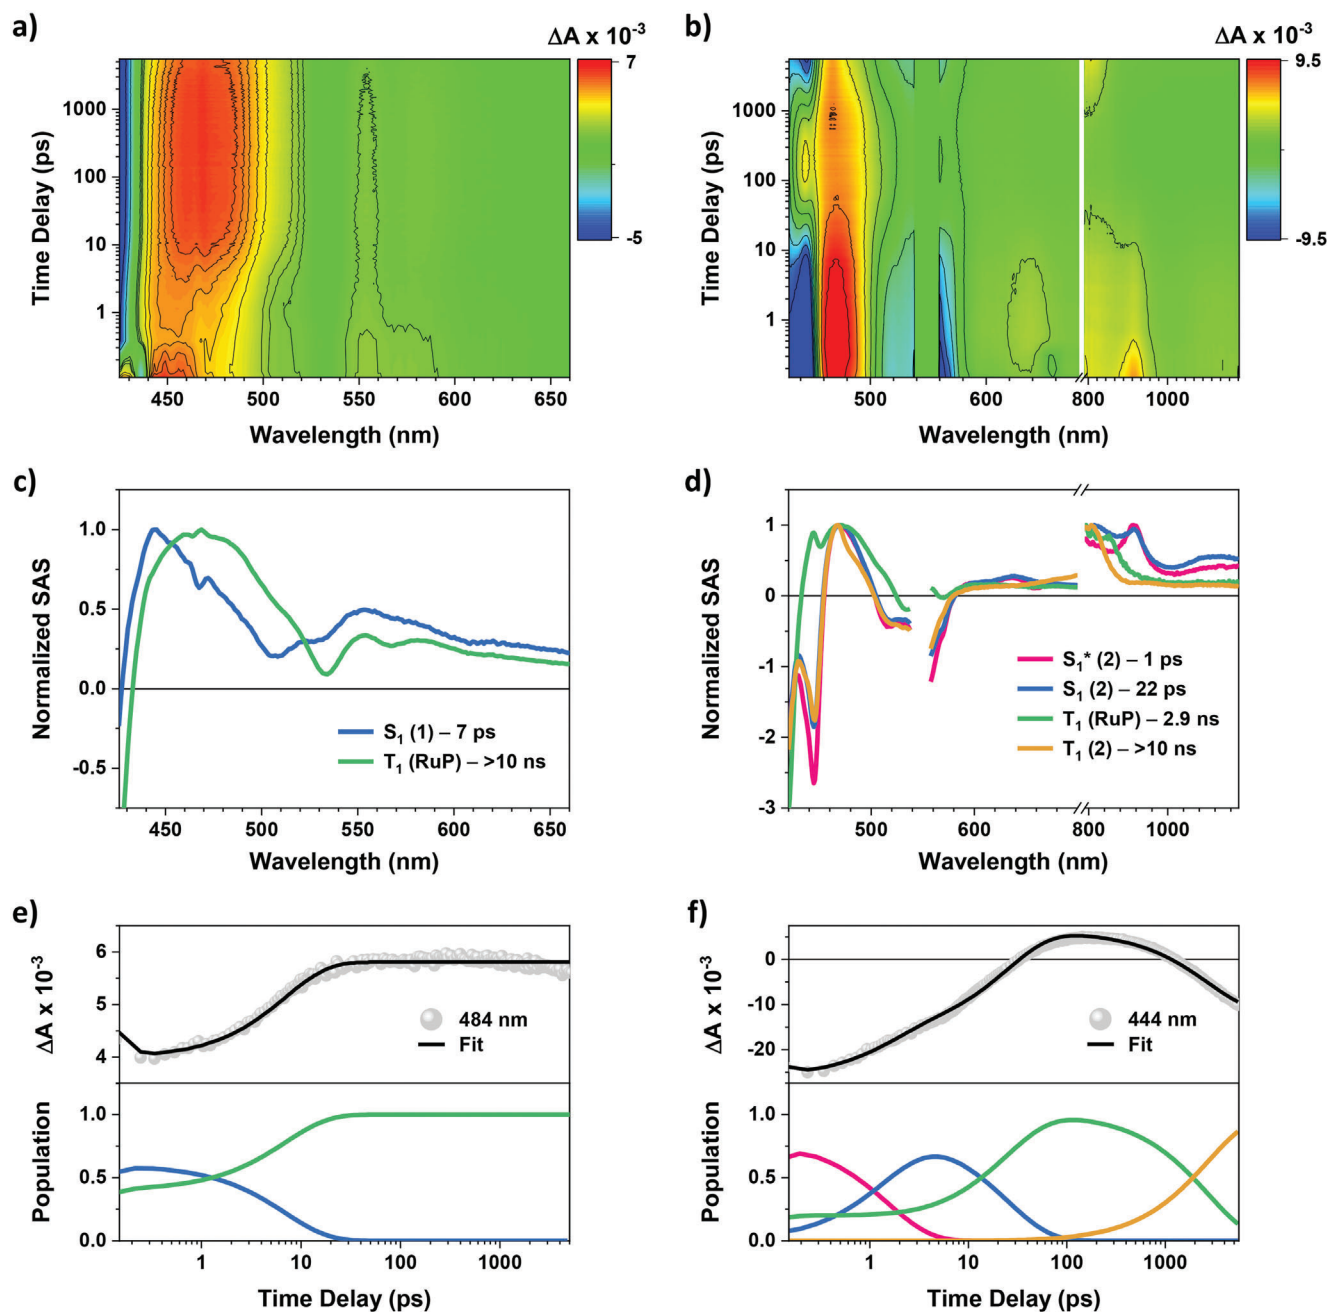 a)
ΔA x 10⁻³
7
-5
1000
100
10
1
Time Delay (ps)
450 500 550 600 650
Wavelength (nm)
b)
ΔA x 10⁻³
9.5
-9.5
1000
100
10
1
Time Delay (ps)
500 600 800 1000
Wavelength (nm)
c)
1.0
0.5
0.0
-0.5
Normalized SAS
S₁ (1) – 7 ps
T₁ (RuP) – >10 ns
450 500 550 600 650
Wavelength (nm)
d)
1
0
-1
-2
-3
Normalized SAS
S₁* (2) – 1 ps
S₁ (2) – 22 ps
T₁ (RuP) – 2.9 ns
T₁ (2) – >10 ns
500 600 800 1000
Wavelength (nm)
e)
6
5
4
ΔA x 10⁻³
484 nm
Fit
1.0
0.5
0.0
Population
1 10 100 1000
Time Delay (ps)
f)
0
-10
-20
ΔA x 10⁻³
444 nm
Fit
1.0
0.5
0.0
Population
1 10 100 1000
Time Delay (ps)